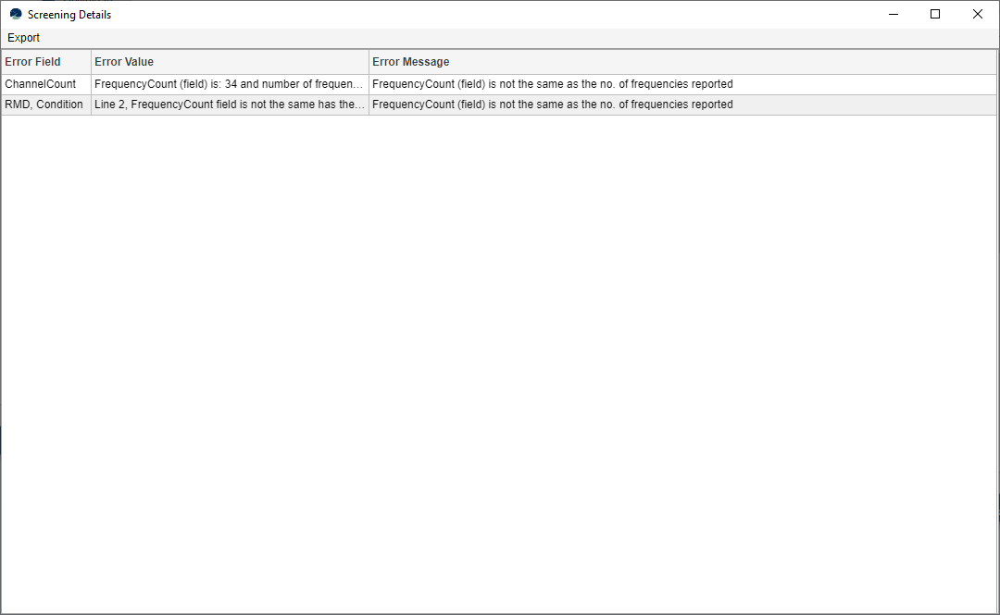 Screening Details
Export
Error Field Error Value Error Message
ChannelCount FrequencyCount (field) is: 34 and number of frequen... FrequencyCount (field) is not the same as the no. of frequencies reported
RMD, Condition Line 2, FrequencyCount field is not the same has the... FrequencyCount (field) is not the same as the no. of frequencies reported